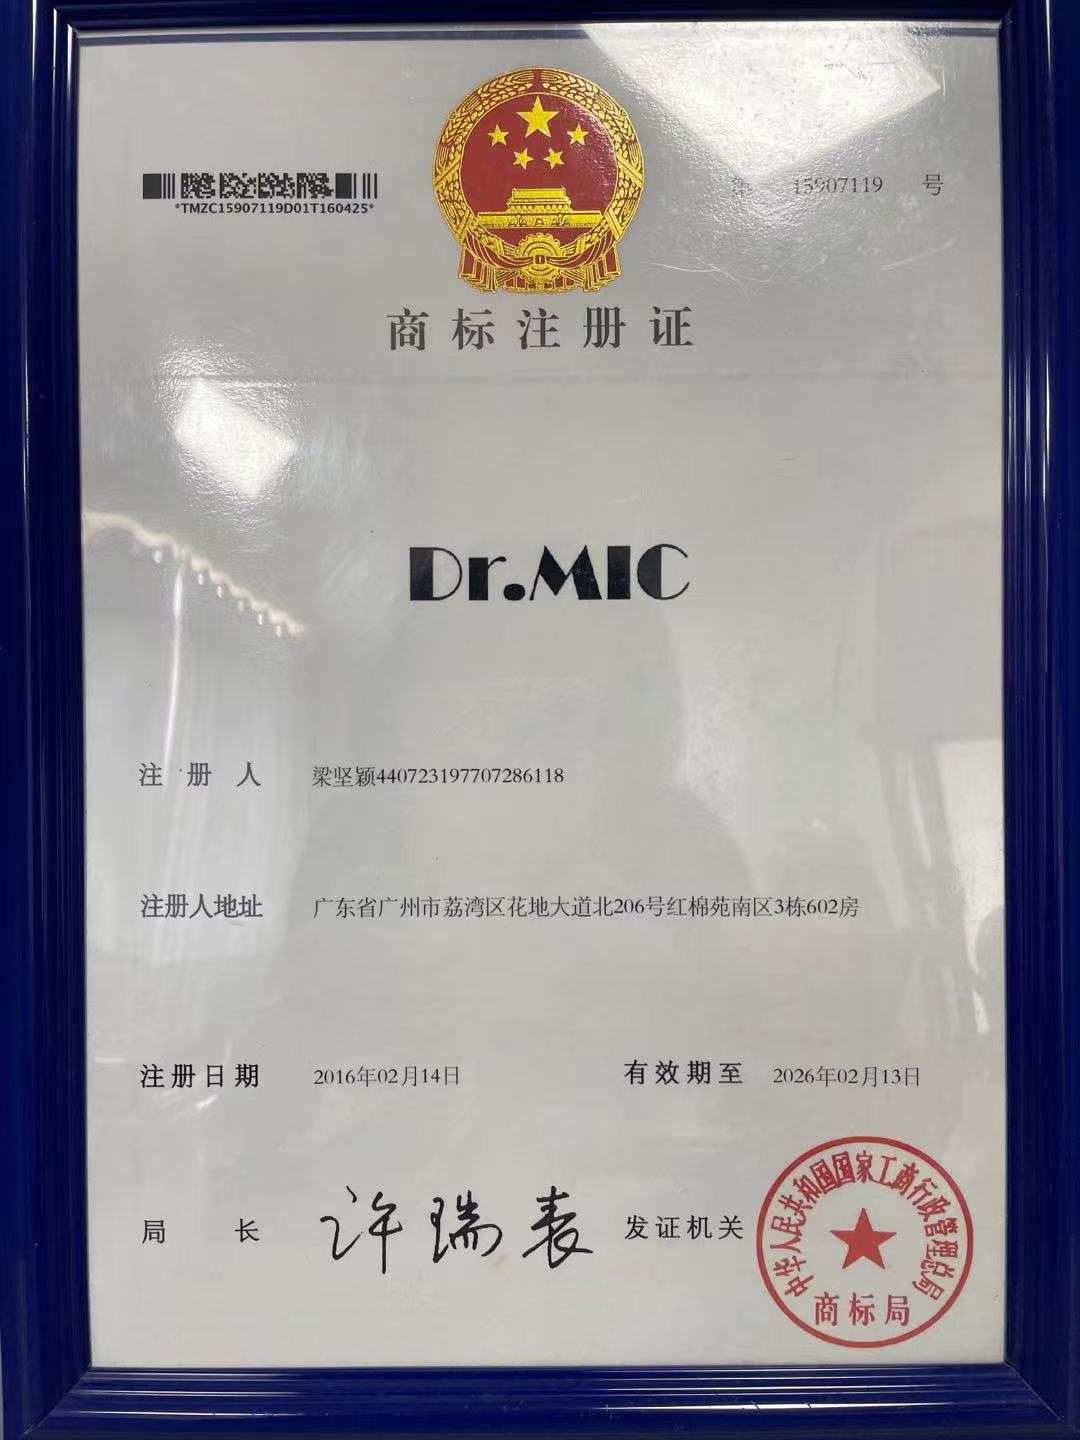 *TMZC15907119D01T160425*
第 15907119 号
商标注册证
Dr.MIC
注册人 梁坚颖440723197707286118
注册人地址 广东省广州市荔湾区花地大道北206号红棉苑南区3栋602房
注册日期 2016年02月14日 有效期至 2026年02月13日
局长 许瑞表 发证机关
中华人民共和国国家工商行政管理总局
商标局